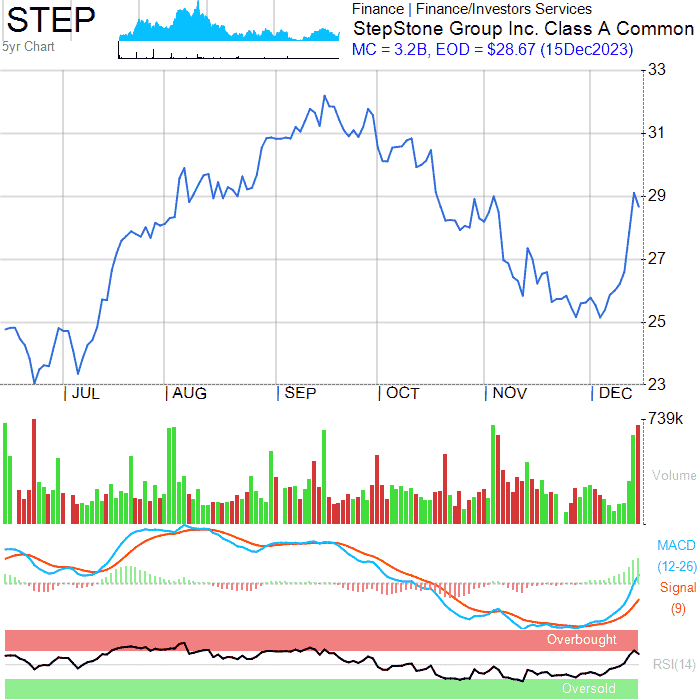 STEP
5yr Chart
Finance | Finance/Investors Services
StepStone Group Inc. Class A Common
MC = 3.2B, EOD = $28.67 (15Dec2023)
33
31
29
27
25
23
JUL AUG SEP OCT NOV DEC
739k
Volume
MACD
(12-26)
Signal
(9)
Overbought
RSI(14)
Oversold